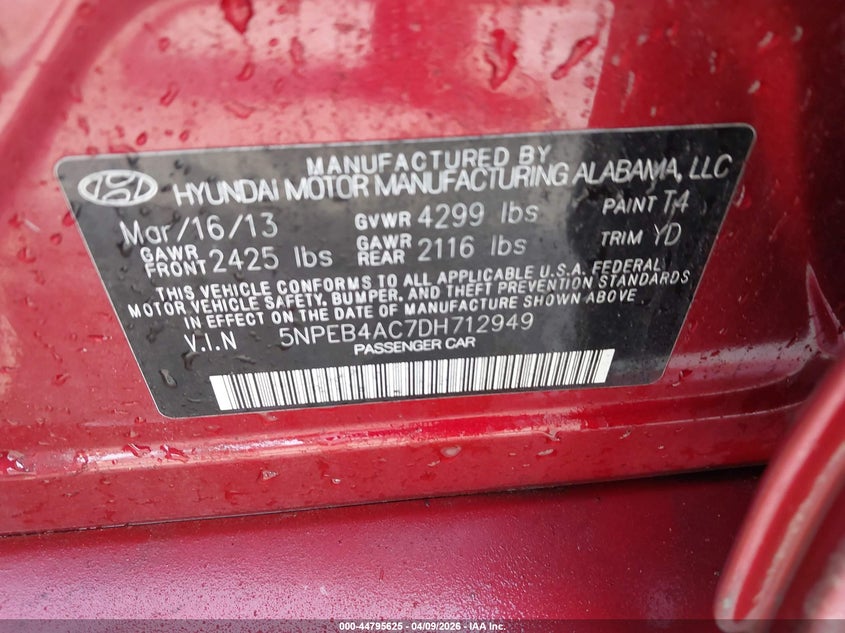 MANUFACTURED BY
HYUNDAI MOTOR MANUFACTURING ALABAMA, LLC
Mar/16/13 GVWR 4299 lbs PAINT T4
GAWR FRONT 2425 lbs GAWR REAR 2116 lbs TRIM YD
THIS VEHICLE CONFORMS TO ALL APPLICABLE U.S.A. FEDERAL
MOTOR VEHICLE SAFETY, BUMPER, AND THEFT PREVENTION STANDARDS
IN EFFECT ON THE DATE OF MANUFACTURE SHOWN ABOVE
V.I.N 5NPEB4AC7DH712949
PASSENGER CAR
000-44795625 - 04/09/2026 - IAA Inc.